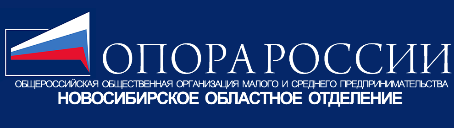 ОПОРА РОССИИ
ОБЩЕРОССИЙСКАЯ ОБЩЕСТВЕННАЯ ОРГАНИЗАЦИЯ МАЛОГО И СРЕДНЕГО ПРЕДПРИНИМАТЕЛЬСТВА
НОВОСИБИРСКОЕ ОБЛАСТНОЕ ОТДЕЛЕНИЕ